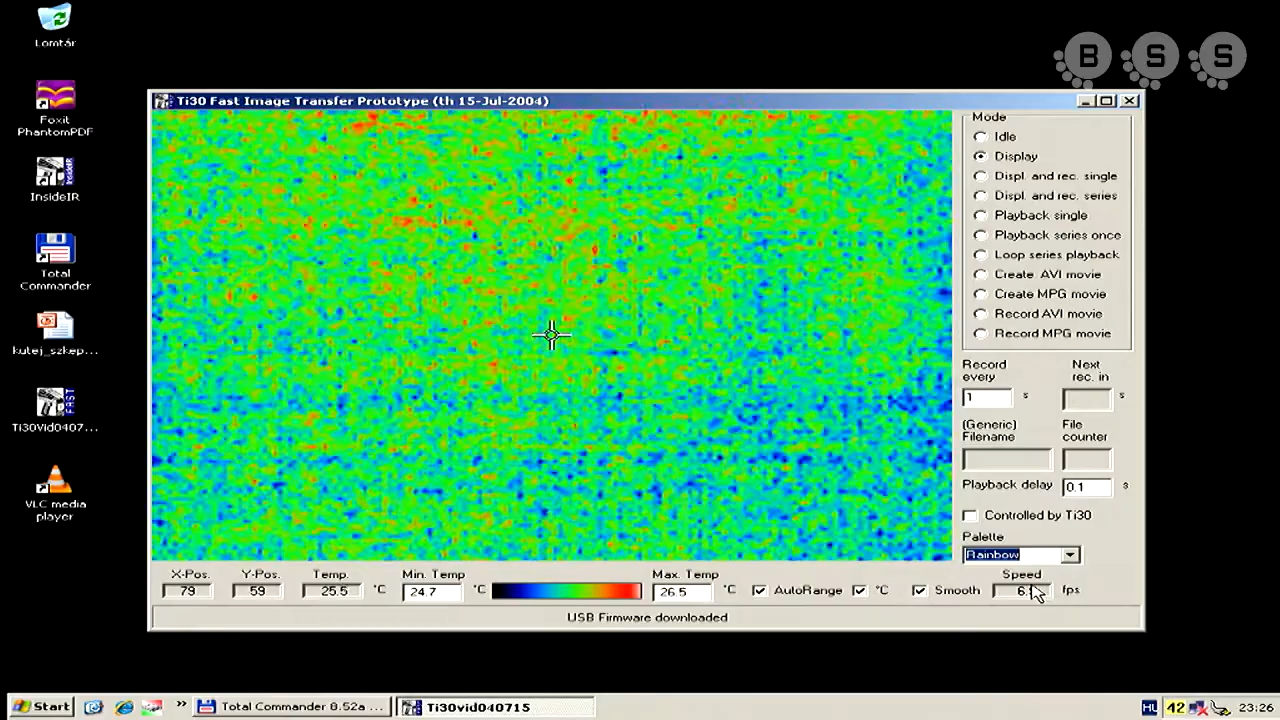 B S S
Lomtár
Foxit
PhantomPDF
InsideIR
Total
Commander
kutej_szkep...
Ti30Vid0407...
VLC media
player
Ti30 Fast Image Transfer Prototype (th 15-Jul-2004)
Mode
Idle
Display
Displ. and rec. single
Displ. and rec. series
Playback single
Playback series once
Loop series playback
Create AVI movie
Create MPG movie
Record AVI movie
Record MPG movie
Record every
Next rec. in
1 s
s
(Generic) Filename
File counter
Playback delay 0.1 s
Controlled by Ti30
Palette
Rainbow
X-Pos. Y-Pos. Temp. Min. Temp Max. Temp Speed
79 59 25.5 °C 24.7 °C 26.5 °C AutoRange °C Smooth fps
USB Firmware downloaded
Start Total Commander 8.52a ... Ti30vid040715 HU 42 23:26